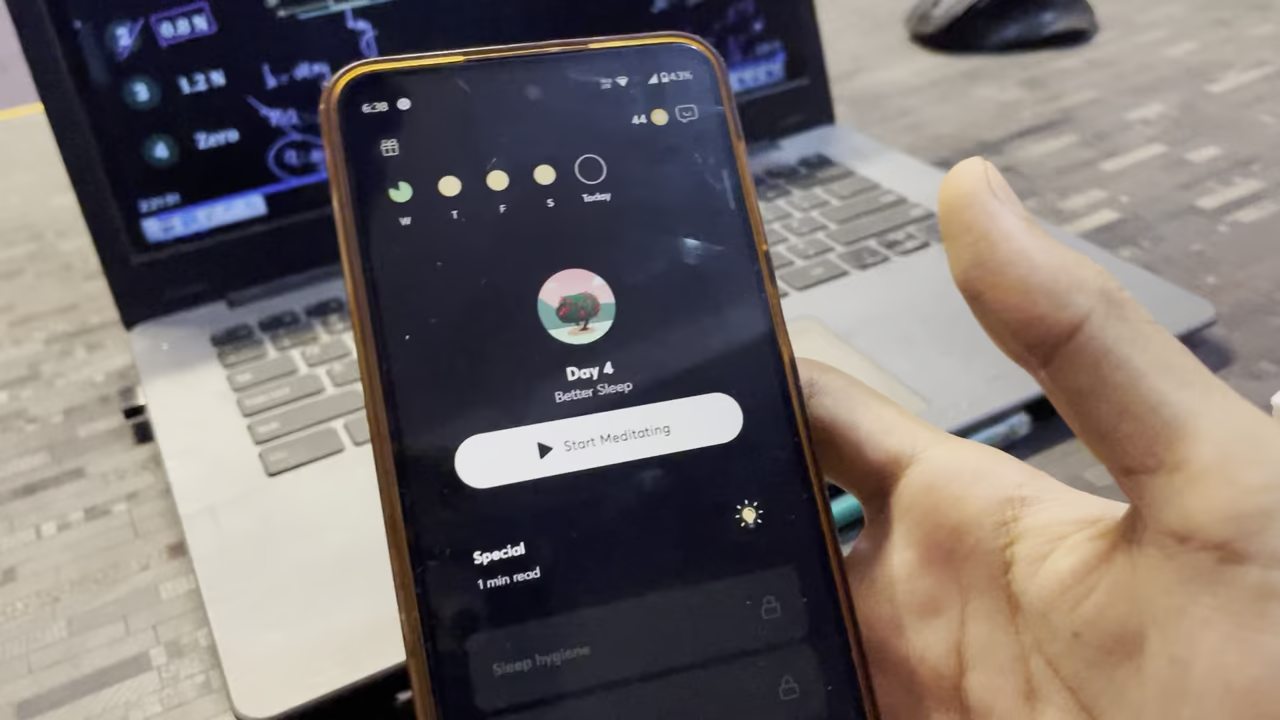 0.8 N
3
1.2 N
4
Zero
6:38
43%
44
W
T
F
S
Today
Day 4
Better Sleep
Start Meditating
Special
1 min read
Sleep hygiene